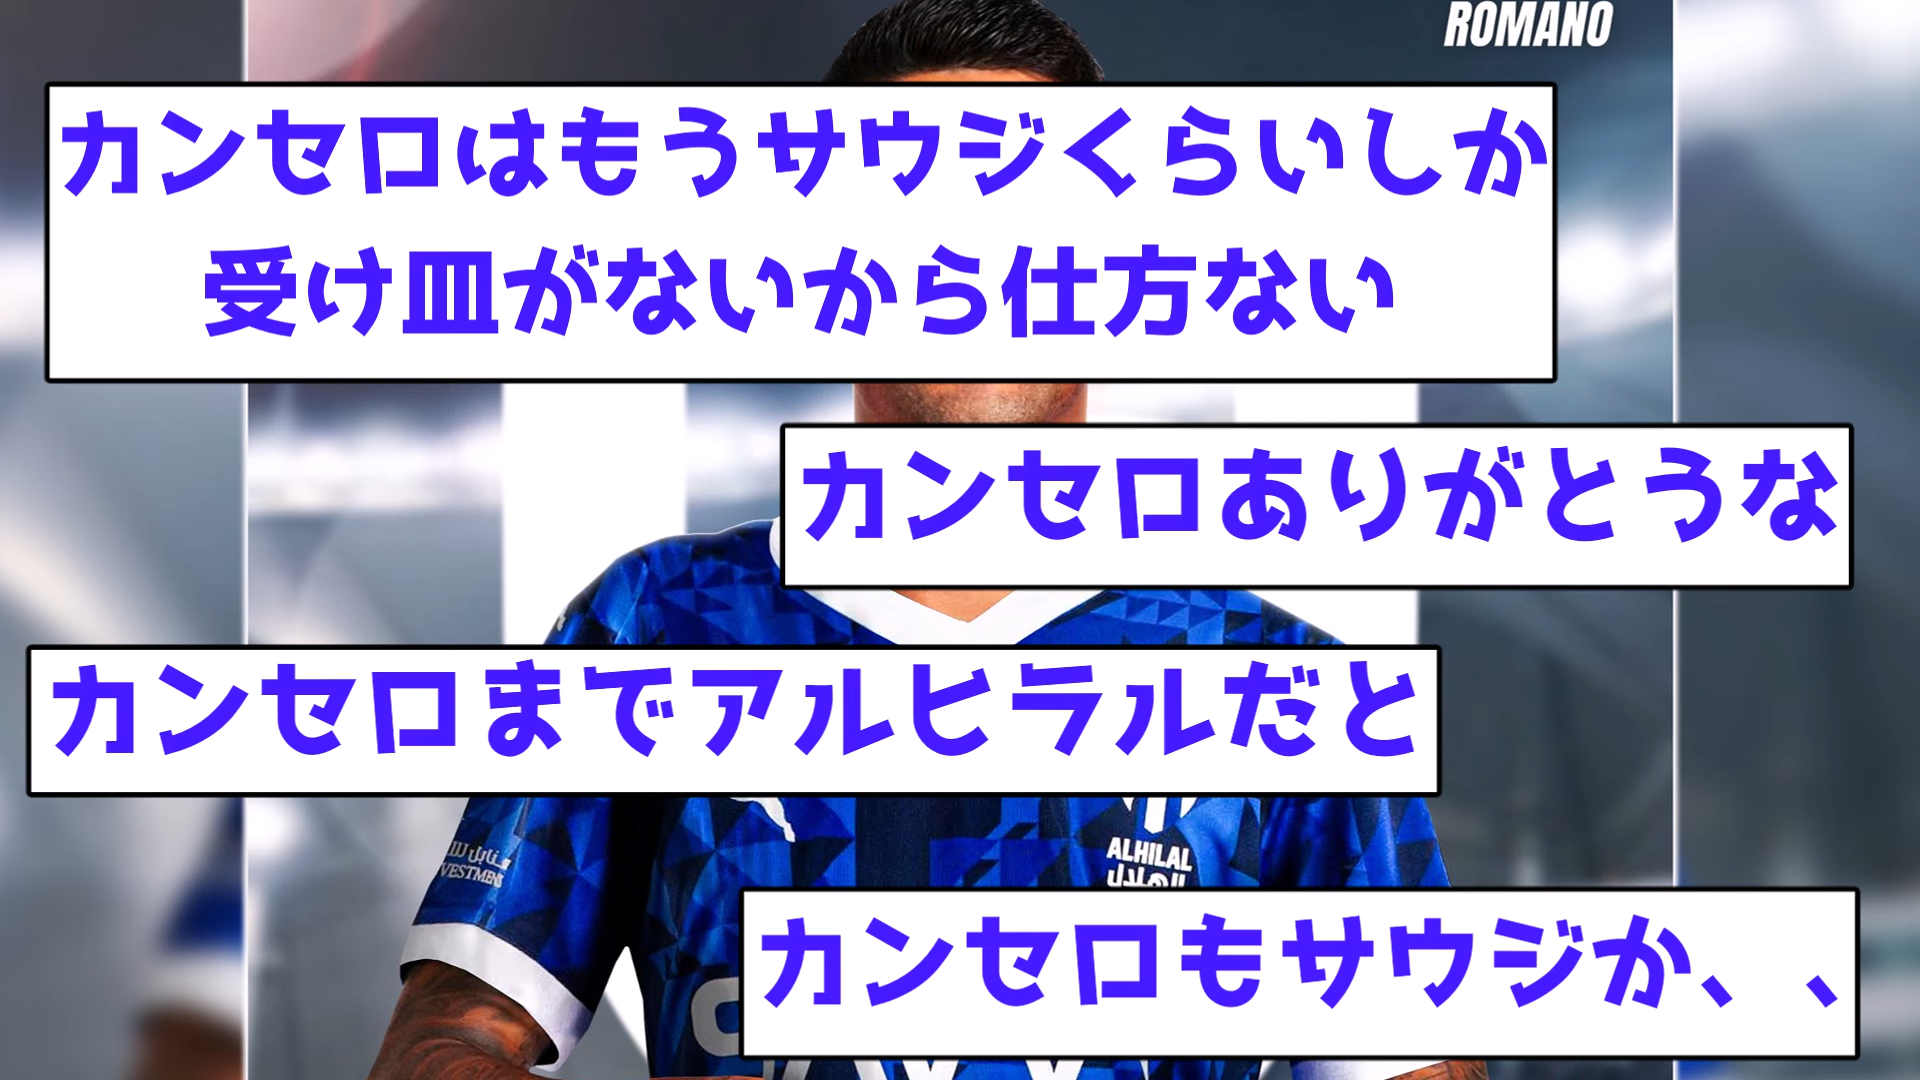 ROMANO
カンセロはもうサウジくらいしか
受け皿がないから仕方ない
カンセロありがとうな
カンセロまでアルヒラルだと
ALHILAL
カンセロもサウジか、、